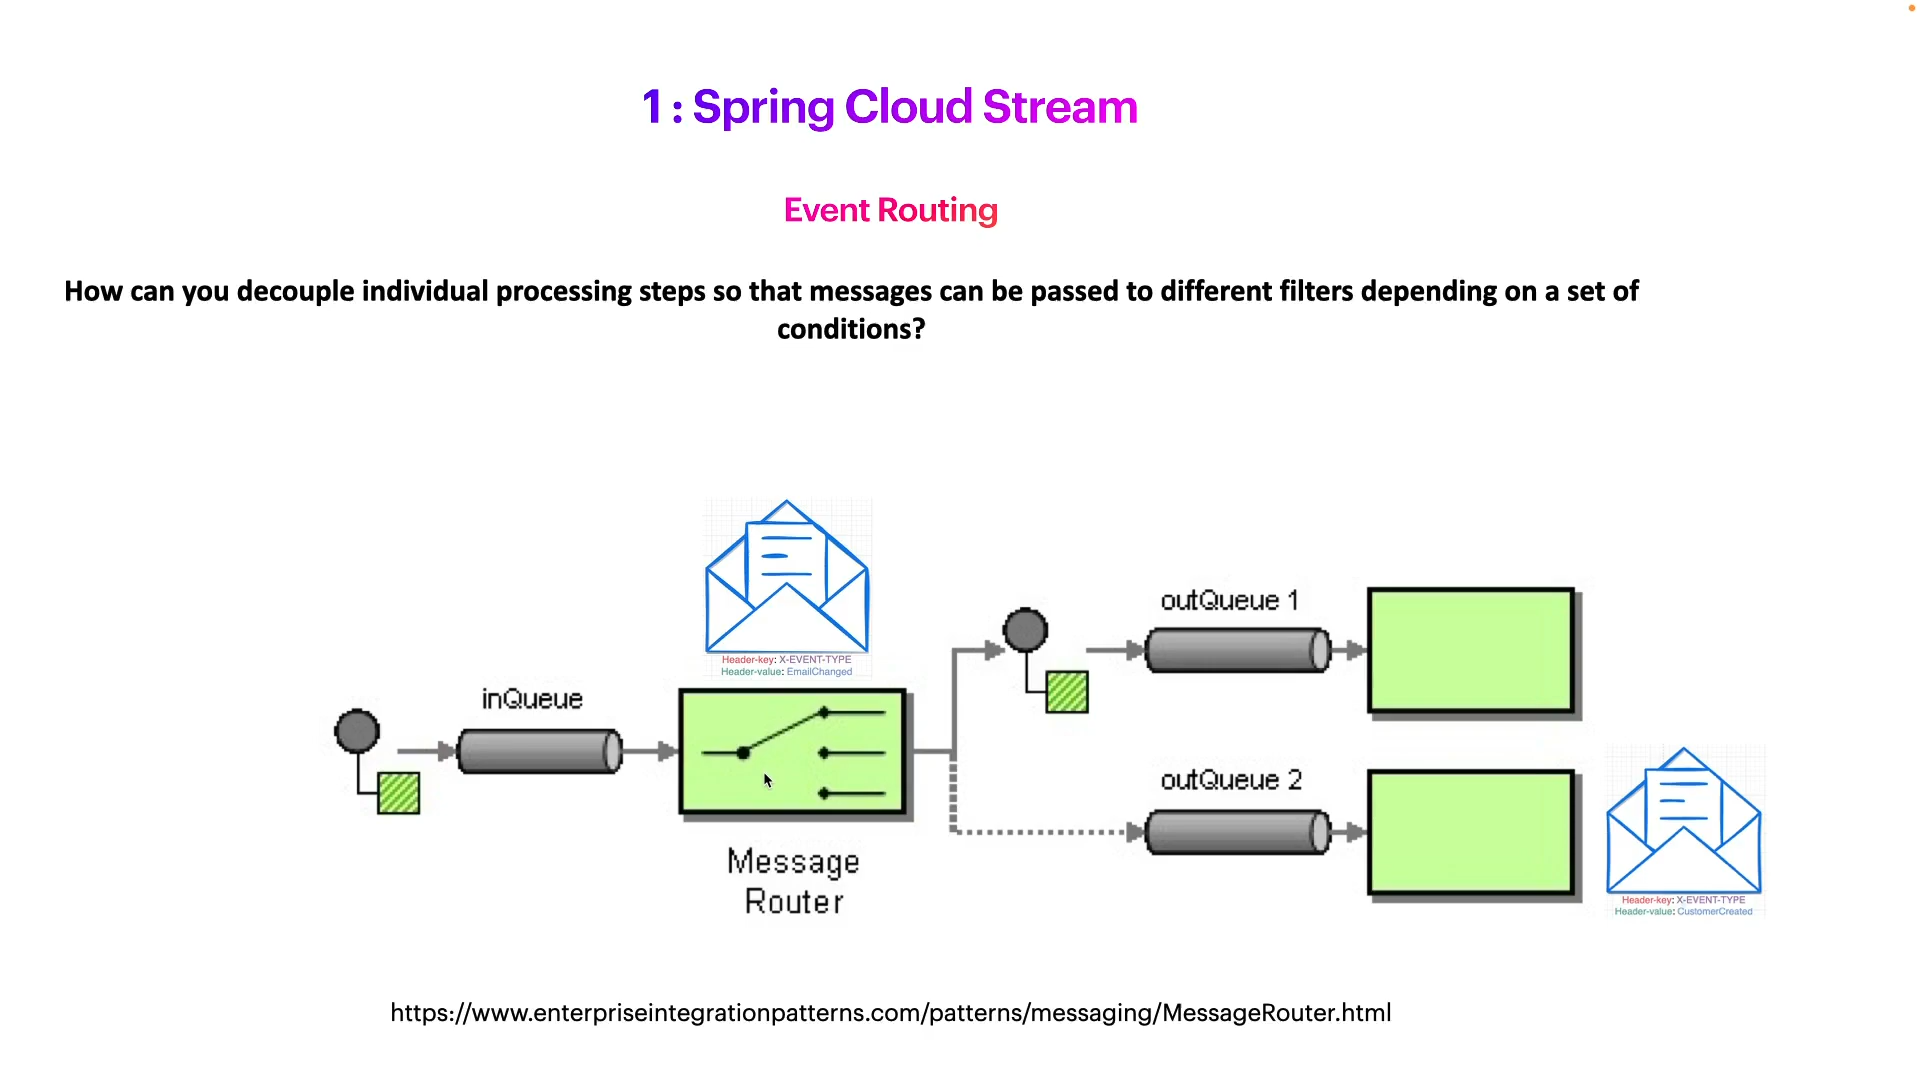 1 : Spring Cloud Stream
Event Routing
How can you decouple individual processing steps so that messages can be passed to different filters depending on a set of
conditions?
Header-key: X-EVENT-TYPE
Header-value: EmailChanged
inQueue
Message
Router
outQueue 1
outQueue 2
Header-key: X-EVENT-TYPE
Header-value: CustomerCreated
https://www.enterpriseintegrationpatterns.com/patterns/messaging/MessageRouter.html